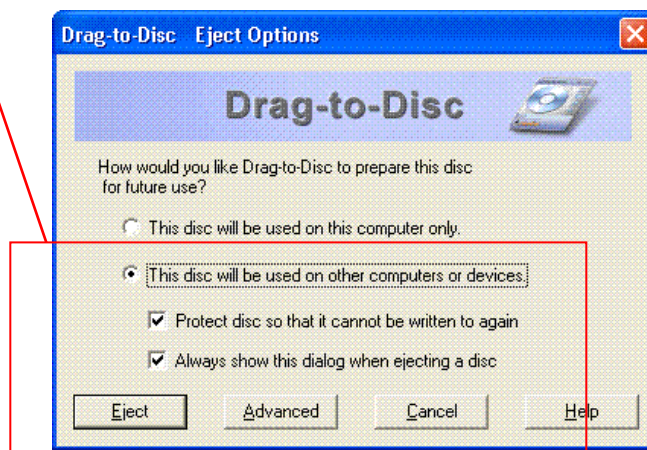 Drag-to-Disc Eject Options
Drag-to-Disc
How would you like Drag-to-Disc to prepare this disc
for future use?
This disc will be used on this computer only.
This disc will be used on other computers or devices.
Protect disc so that it cannot be written to again
Always show this dialog when ejecting a disc
Eject Advanced Cancel Help